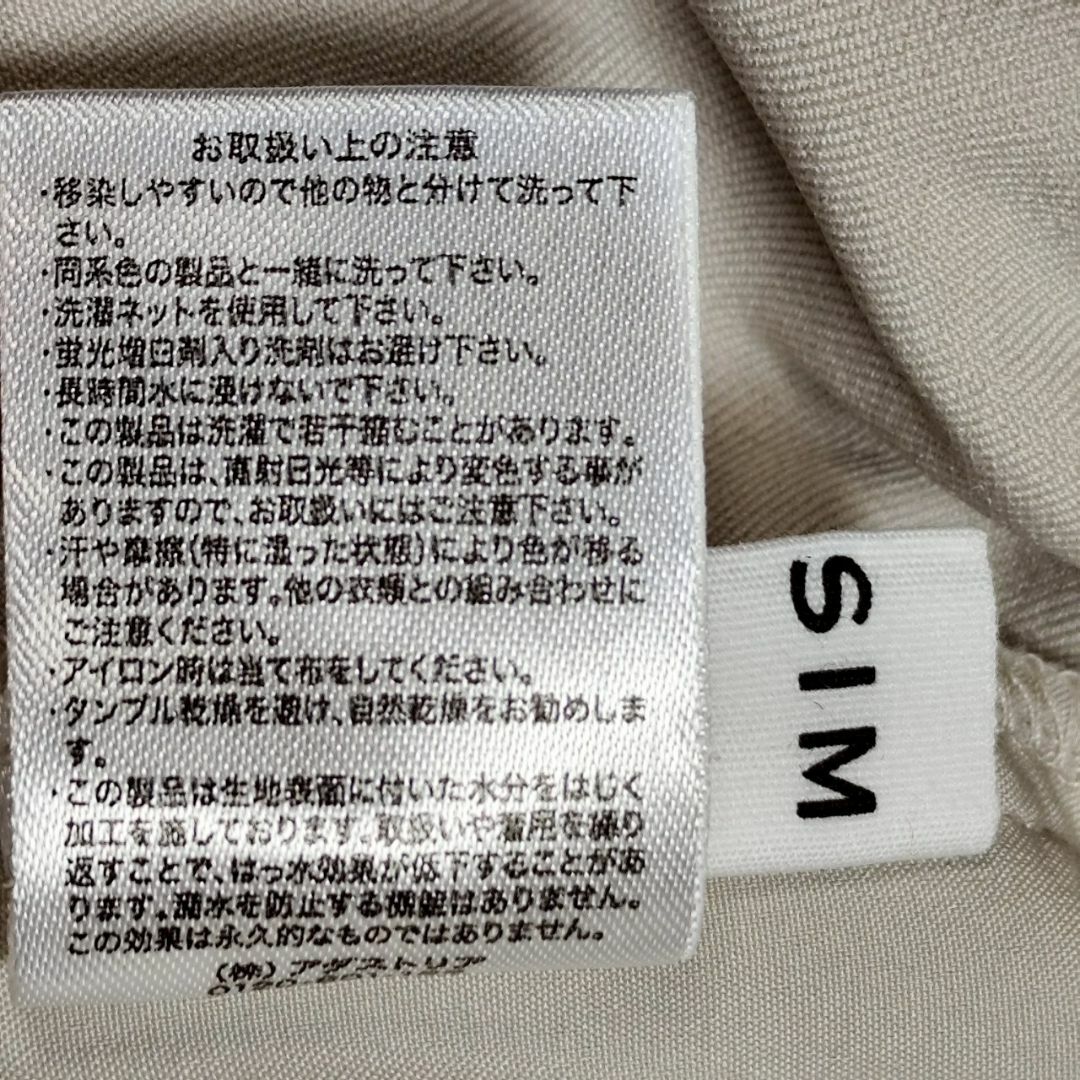 お取扱い上の注意
・移染しやすいので他の物と分けて洗って下
さい。
・同系色の製品と一緒に洗って下さい。
・洗濯ネットを使用して下さい。
・蛍光増白剤入り洗剤はお避け下さい。
・長時間水に浸けないで下さい。
・この製品は洗濯で若干縮むことがあります。
・この製品は、直射日光等により変色する事が
ありますので、お取扱いにはご注意下さい。
・汗や摩擦(特に湿った状態)により色が移る
場合があります。他の衣類との組み合わせに
ご注意ください。
・アイロン時は当て布をしてください。
・タンブル乾燥を避け、自然乾燥をお勧めしま
す。
・この製品は生地表面に付いた水分をはじく
加工を施しております。取扱いや着用を繰り
返すことで、はっ水効果が低下することがあ
ります。漏水を防止する機能はありません。
この効果は永久的なものではありません。
(株)アダストリア
SIM